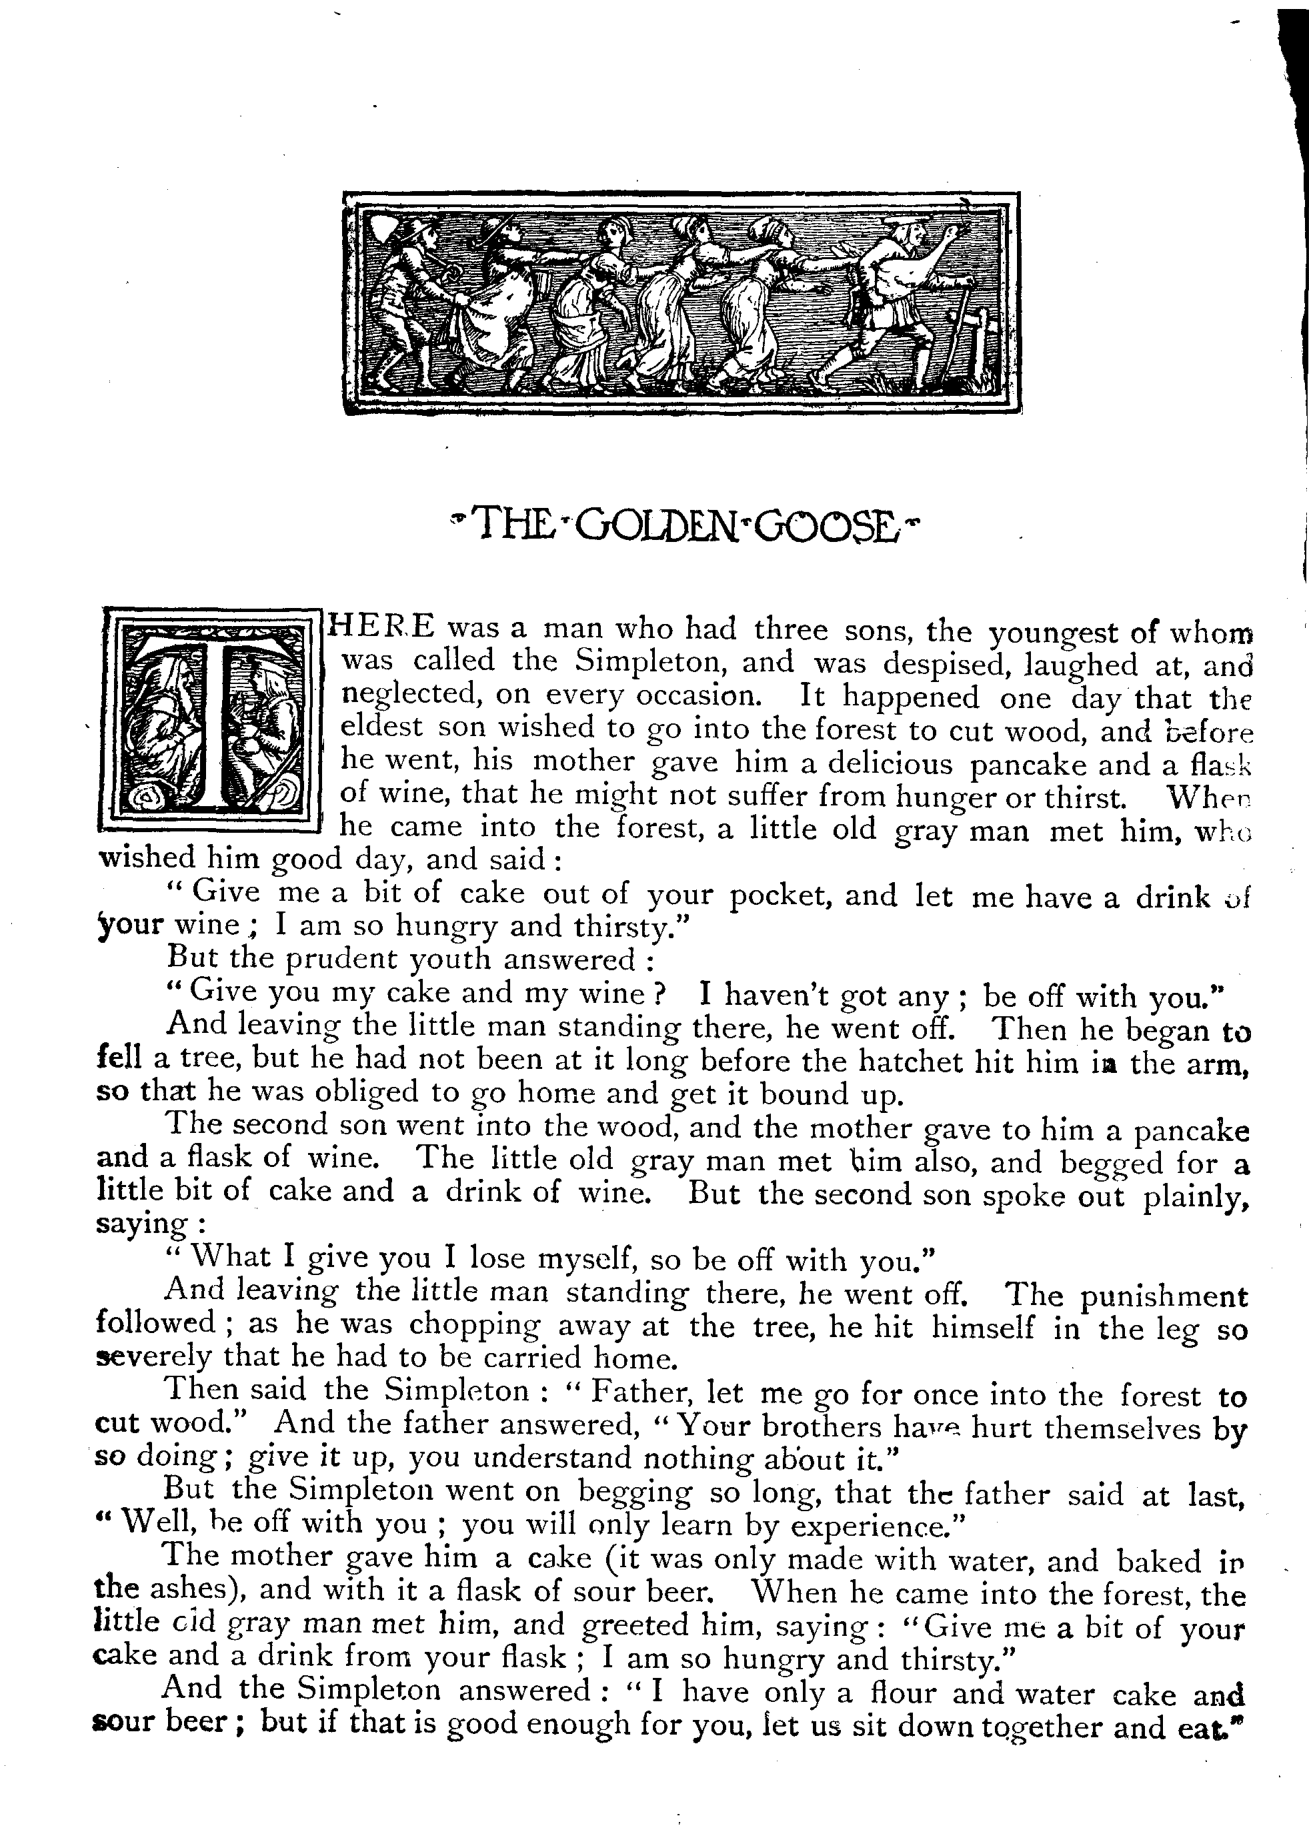 THE GOLDEN GOOSE
THERE was a man who had three sons, the youngest of whom
was called the Simpleton, and was despised, laughed at, and
neglected, on every occasion. It happened one day that the
eldest son wished to go into the forest to cut wood, and before
he went, his mother gave him a delicious pancake and a flask
of wine, that he might not suffer from hunger or thirst. When
he came into the forest, a little old gray man met him, who
wished him good day, and said :
“ Give me a bit of cake out of your pocket, and let me have a drink of
your wine ; I am so hungry and thirsty.”
But the prudent youth answered :
“ Give you my cake and my wine ? I haven't got any ; be off with you.”
And leaving the little man standing there, he went off. Then he began to
fell a tree, but he had not been at it long before the hatchet hit him in the arm,
so that he was obliged to go home and get it bound up.
The second son went into the wood, and the mother gave to him a pancake
and a flask of wine. The little old gray man met him also, and begged for a
little bit of cake and a drink of wine. But the second son spoke out plainly,
saying :
“ What I give you I lose myself, so be off with you.”
And leaving the little man standing there, he went off. The punishment
followed ; as he was chopping away at the tree, he hit himself in the leg so
severely that he had to be carried home.
Then said the Simpleton : “ Father, let me go for once into the forest to
cut wood.” And the father answered, “ Your brothers have hurt themselves by
so doing ; give it up, you understand nothing about it.”
But the Simpleton went on begging so long, that the father said at last,
“ Well, be off with you ; you will only learn by experience.”
The mother gave him a cake (it was only made with water, and baked in
the ashes), and with it a flask of sour beer. When he came into the forest, the
little old gray man met him, and greeted him, saying : “ Give me a bit of your
cake and a drink from your flask ; I am so hungry and thirsty.”
And the Simpleton answered : “ I have only a flour and water cake and
sour beer ; but if that is good enough for you, let us sit down together and eat.”